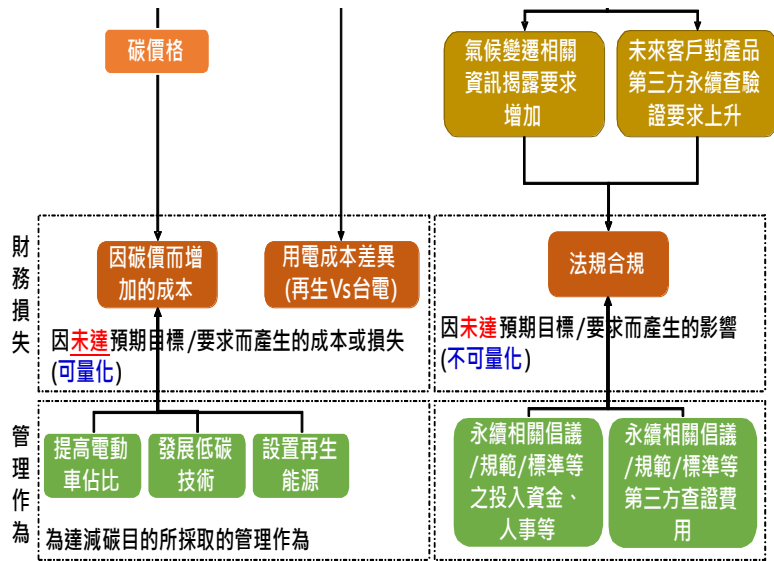 碳價格
氣候變遷相關
資訊揭露要求
增加
未來客戶對產品
第三方永續查驗
證要求上升
財務損失
因碳價而增
加的成本
用電成本差異
(再生Vs台電)
因未達預期目標/要求而產生的成本或損失
(可量化)
法規合規
因未達預期目標/要求而產生的影響
(不可量化)
管理作為
提高電動
車佔比
發展低碳
技術
設置再生
能源
為達減碳目的所採取的管理作為
永續相關倡議
/規範/標準等
之投入資金、
人事等
永續相關倡議
/規範/標準等
第三方查證費
用